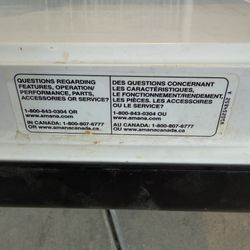 QUESTIONS REGARDING
FEATURES, OPERATION/
PERFORMANCE, PARTS,
ACCESSORIES OR SERVICE?
1-800-843-0304 OR
www.amana.com
IN CANADA: 1-800-807-6777
OR www.amanacanada.ca
DES QUESTIONS CONCERNANT
LES CARACTÉRISTIQUES,
LE FONCTIONNEMENT/RENDEMENT,
LES PIÈCES, LES ACCESSOIRES
OU LE SERVICE?
1-800-843-0304 OU
www.amana.com
AU CANADA: 1-800-807-6777
OU www.amanacanada.ca